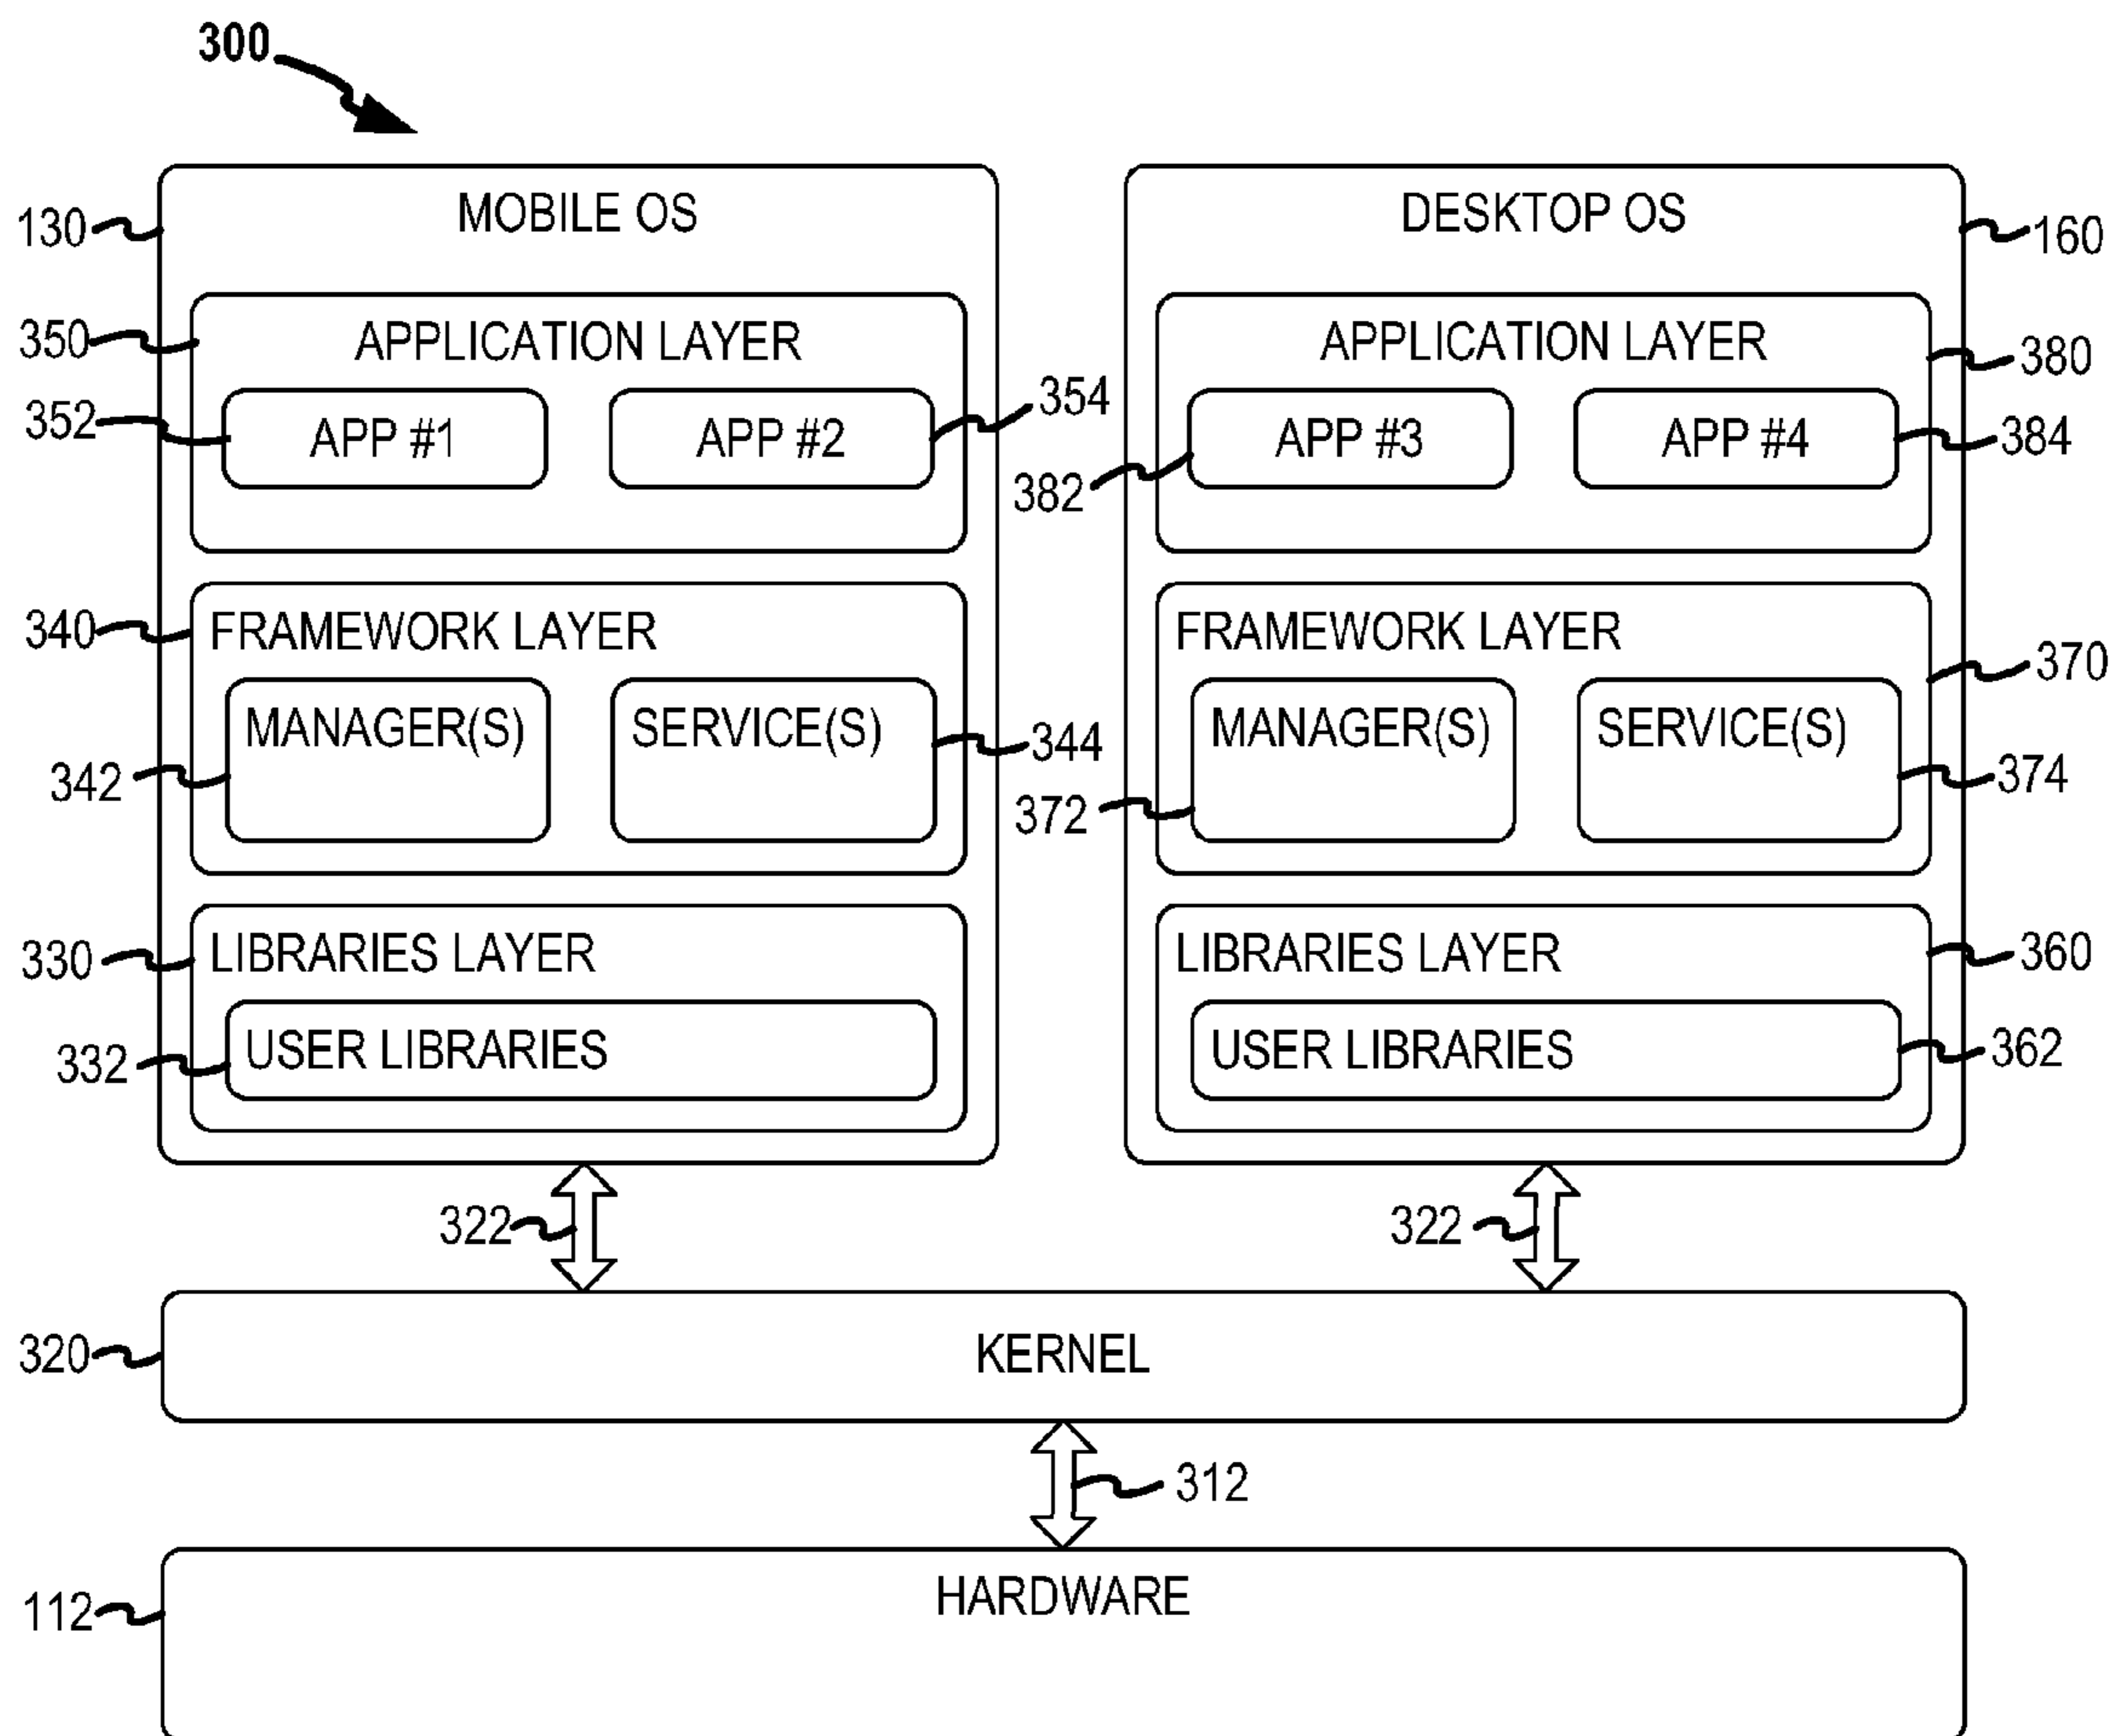 300
MOBILE OS
DESKTOP OS
130
160
350
APPLICATION LAYER
APPLICATION LAYER
380
352
APP #1
APP #2
354
382
APP #3
APP #4
384
340
FRAMEWORK LAYER
FRAMEWORK LAYER
370
342
MANAGER(S)
SERVICE(S)
344
372
MANAGER(S)
SERVICE(S)
374
330
LIBRARIES LAYER
LIBRARIES LAYER
360
332
USER LIBRARIES
USER LIBRARIES
362
322
322
320
KERNEL
312
112
HARDWARE